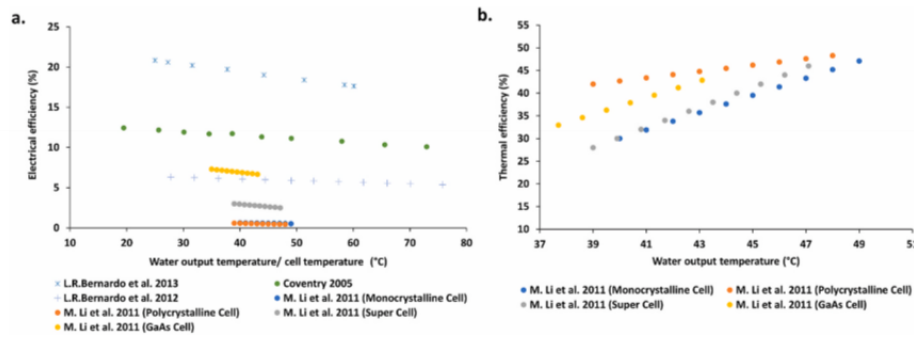 a.
25
20
15
10
5
0
Electrical efficiency (%)
10 20 30 40 50 60 70 80
Water output temperature/ cell temperature (°C)
L.R.Bernardo et al. 2013
Coventry 2005
L.R.Bernardo et al. 2012
M. Li et al. 2011 (Monocrystalline Cell)
M. Li et al. 2011 (Polycrystalline Cell)
M. Li et al. 2011 (Super Cell)
M. Li et al. 2011 (GaAs Cell)
b.
55
50
45
40
35
30
25
20
15
10
Thermal efficiency (%)
37 39 41 43 45 47 49
Water output temperature (°C)
M. Li et al. 2011 (Monocrystalline Cell)
M. Li et al. 2011 (Polycrystalline Cell)
M. Li et al. 2011 (Super Cell)
M. Li et al. 2011 (GaAs Cell)